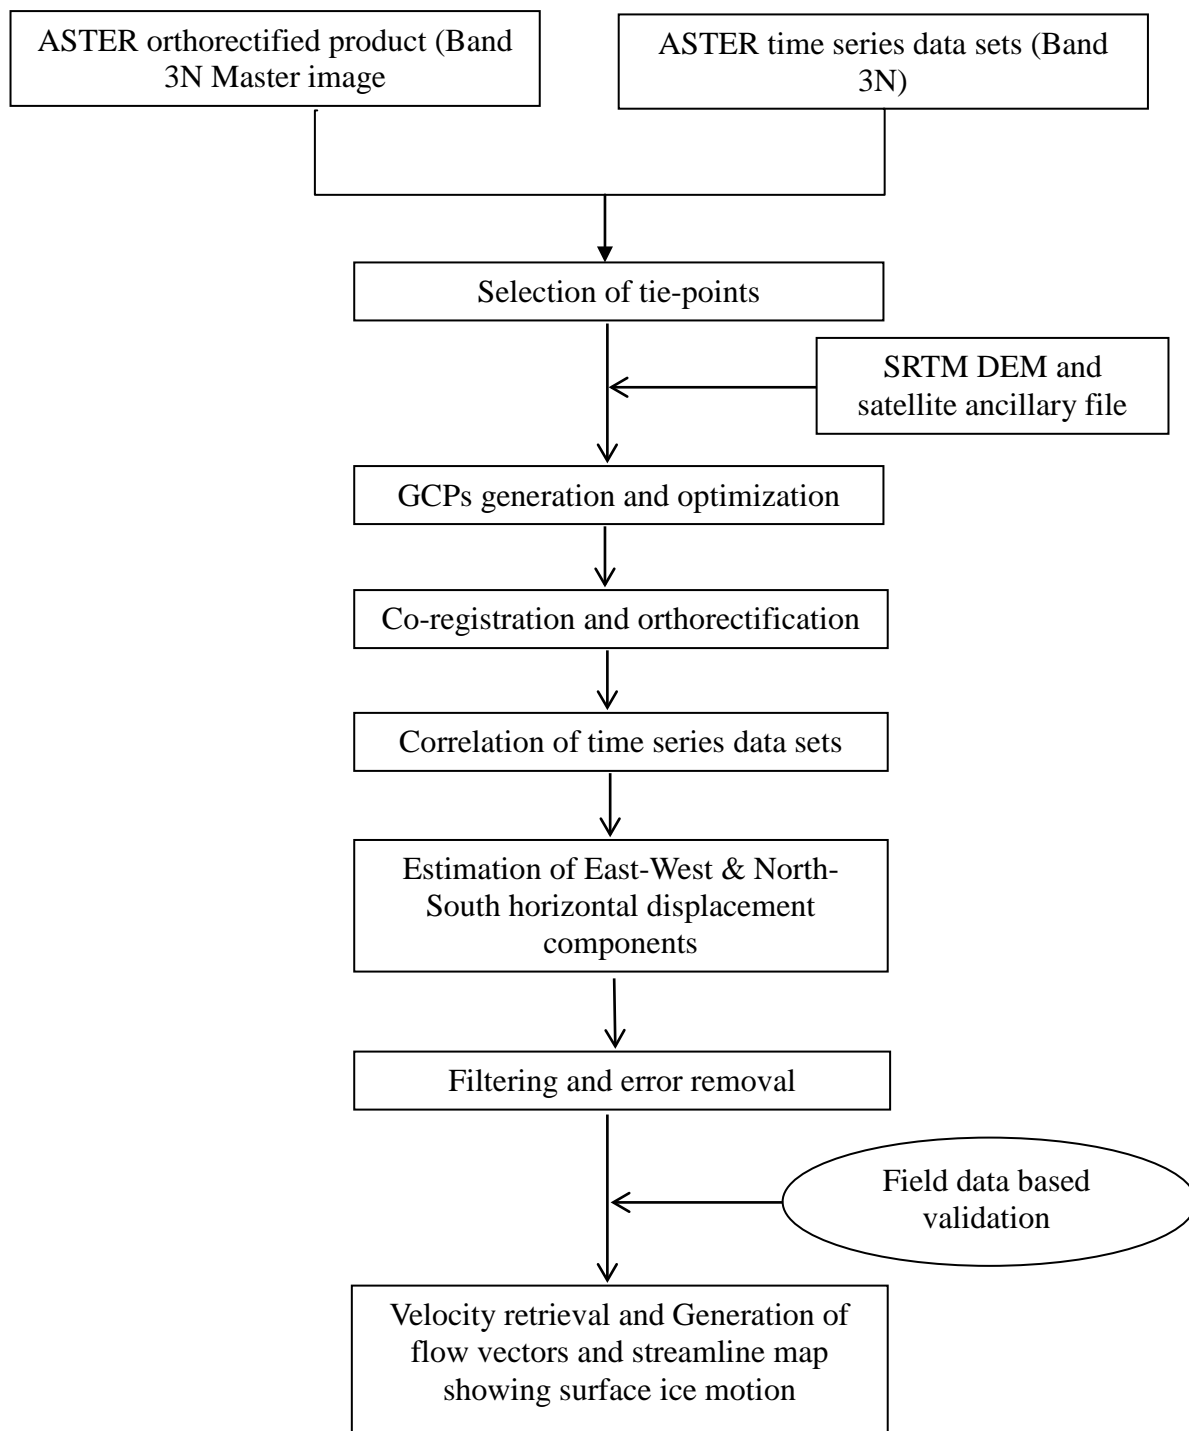 ASTER orthorectified product (Band
3N Master image
ASTER time series data sets (Band
3N)
Selection of tie-points
SRTM DEM and
satellite ancillary file
GCPs generation and optimization
Co-registration and orthorectification
Correlation of time series data sets
Estimation of East-West & North-
South horizontal displacement
components
Filtering and error removal
Field data based
validation
Velocity retrieval and Generation of
flow vectors and streamline map
showing surface ice motion